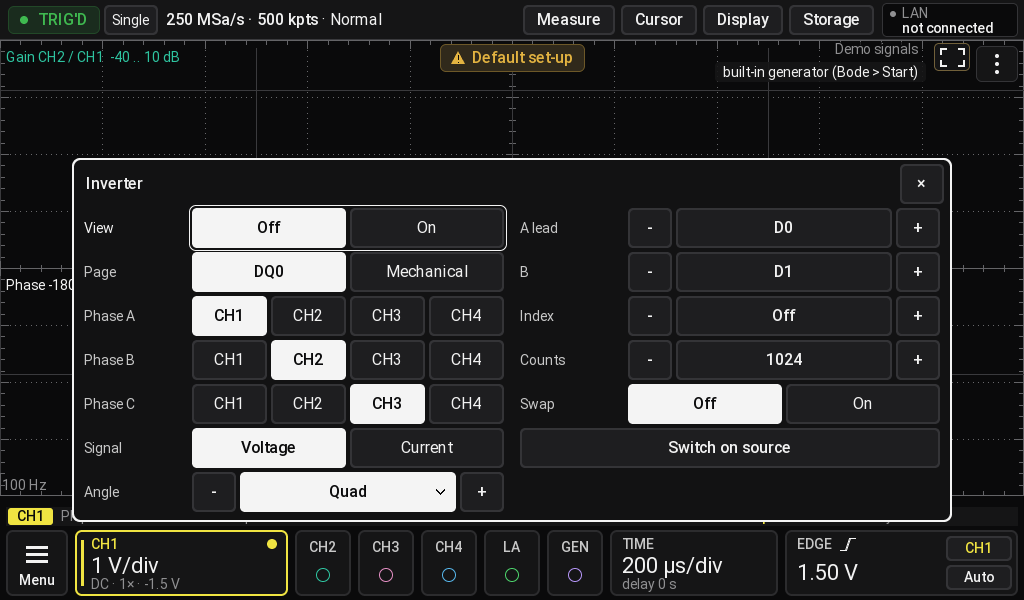 TRIG'D Single 250 MSa/s · 500 kpts · Normal Measure Cursor Display Storage LAN not connected
Gain CH2 / CH1 -40 .. 10 dB Default set-up Demo signals
built-in generator (Bode > Start)
Inverter ×
View Off On A lead - D0 +
Page DQ0 Mechanical B - D1 +
Phase -180
Phase A CH1 CH2 CH3 CH4 Index - Off +
Phase B CH1 CH2 CH3 CH4 Counts - 1024 +
Phase C CH1 CH2 CH3 CH4 Swap Off On
Signal Voltage Current Switch on source
100 Hz
Angle - Quad +
CH1
Menu
CH1
1 V/div
DC · 1× · -1.5 V
CH2 CH3 CH4 LA GEN
TIME
200 µs/div
delay 0 s
EDGE CH1
1.50 V Auto